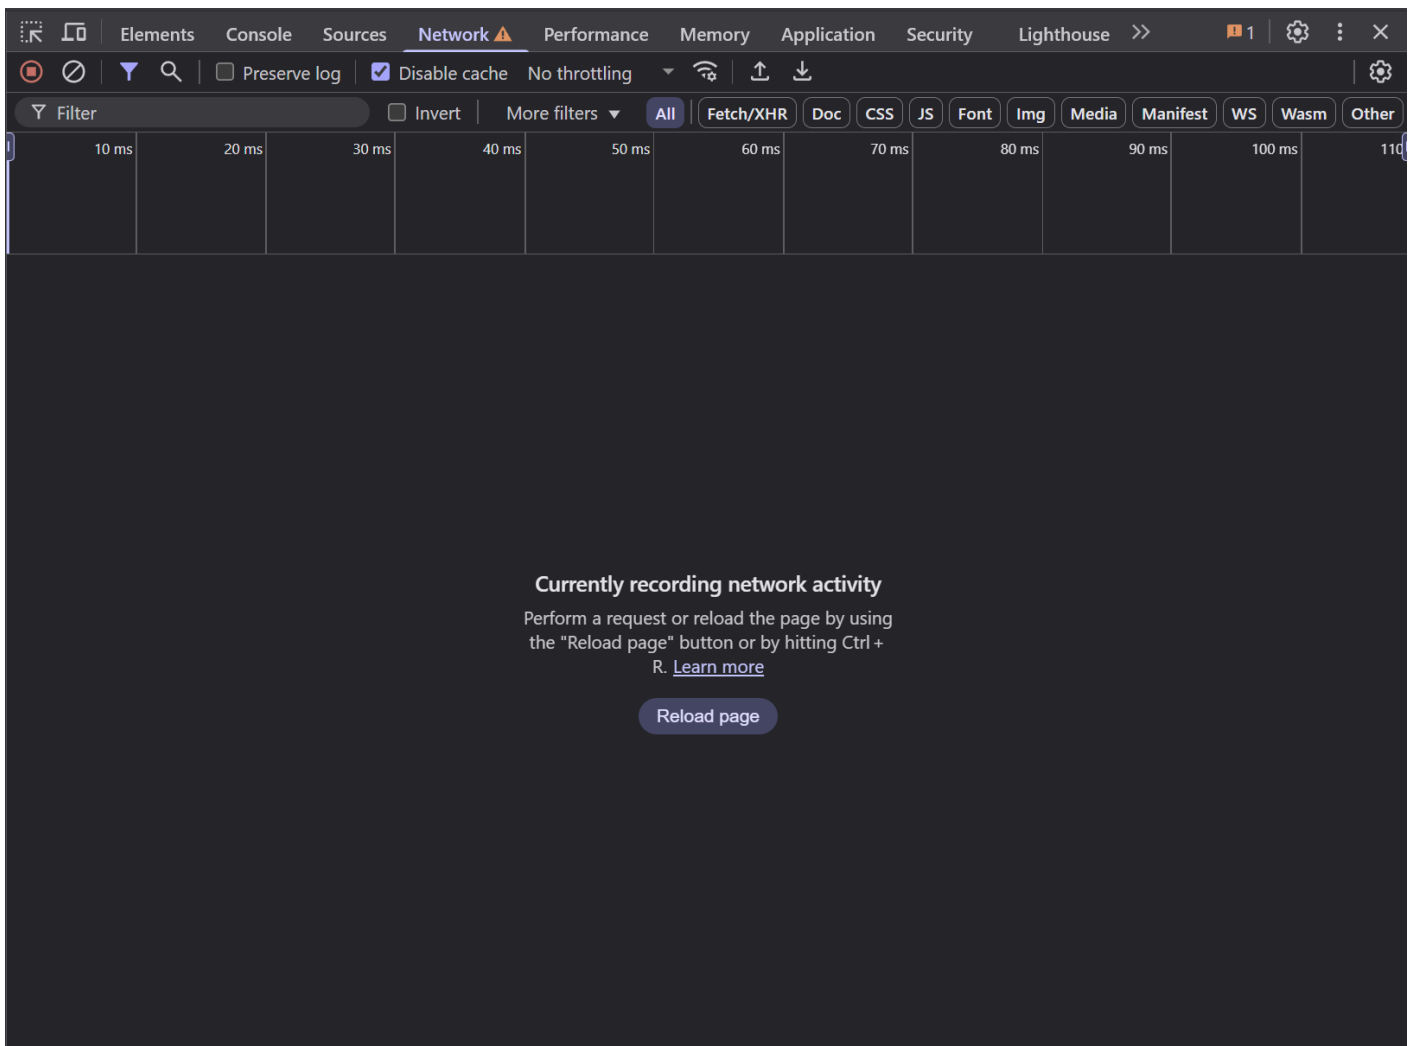 Elements Console Sources Network Performance Memory Application Security Lighthouse 1
Preserve log Disable cache No throttling
Filter Invert More filters All Fetch/XHR Doc CSS JS Font Img Media Manifest WS Wasm Other
10 ms 20 ms 30 ms 40 ms 50 ms 60 ms 70 ms 80 ms 90 ms 100 ms 110
Currently recording network activity
Perform a request or reload the page by using
the "Reload page" button or by hitting Ctrl +
R. Learn more
Reload page